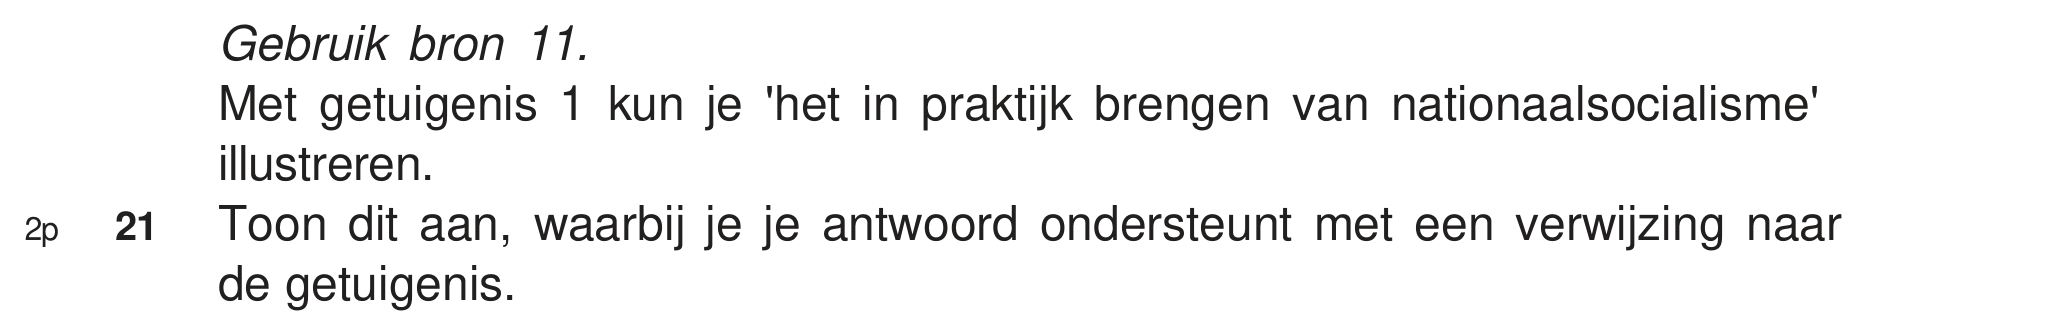 Gebruik bron 11.
Met getuigenis 1 kun je 'het in praktijk brengen van nationaalsocialisme'
illustreren.
2p 21 Toon dit aan, waarbij je je antwoord ondersteunt met een verwijzing naar
de getuigenis.